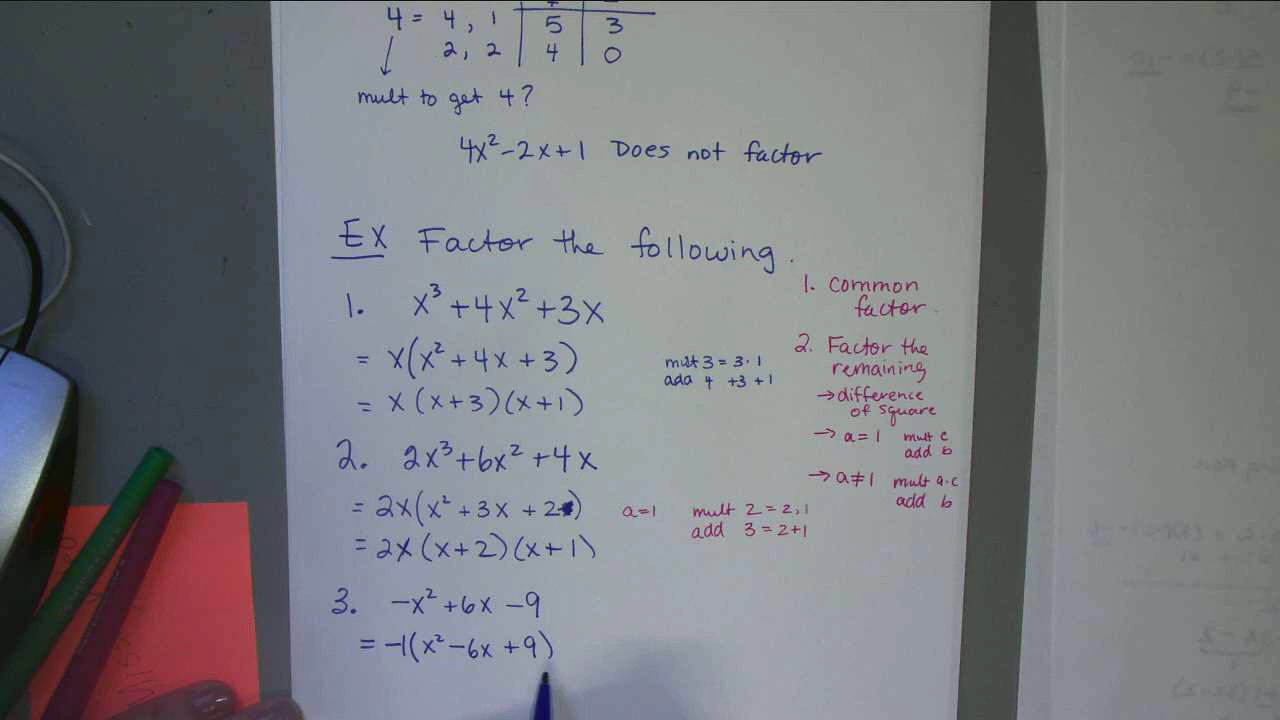 4 = 4, 1 | 5 | 3
2, 2 | 4 | 0
mult to get 4?
4x² - 2x + 1 Does not factor
Ex Factor the following.
1. x³ + 4x² + 3x
= x(x² + 4x + 3)
mult 3 = 3·1
add 4 +3 +1
= x(x+3)(x+1)
2. 2x³ + 6x² + 4x
= 2x(x² + 3x + 2)
a=1 mult 2 = 2,1
add 3 = 2+1
= 2x(x+2)(x+1)
3. -x² + 6x - 9
= -1(x² - 6x + 9)
1. common
factor.
2. Factor the
remaining
→ difference
of square
→ a=1 mult c
add b
→ a≠1 mult a·c
add b